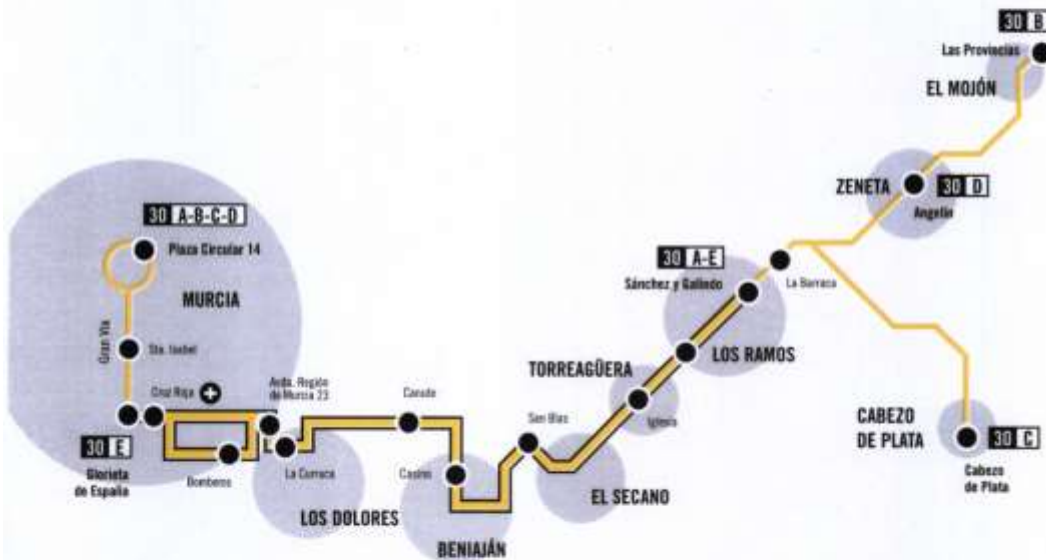 30 B
Las Provincias
EL MOJÓN
ZENETA
30 D
Angelín
30 A-B-C-D
Plaza Circular 14
MURCIA
Gran Vía
Sta. Isabel
Cruz Roja
30 E
Glorieta
de España
Bomberos
Avda. Región
de Murcia 23
La Curraca
LOS DOLORES
Canute
Casino
BENIAJÁN
San Blas
EL SECANO
TORREAGÜERA
Iglesia
30 A-E
Sánchez y Galindo
LOS RAMOS
La Barraca
CABEZO
DE PLATA
30 C
Cabezo
de Plata